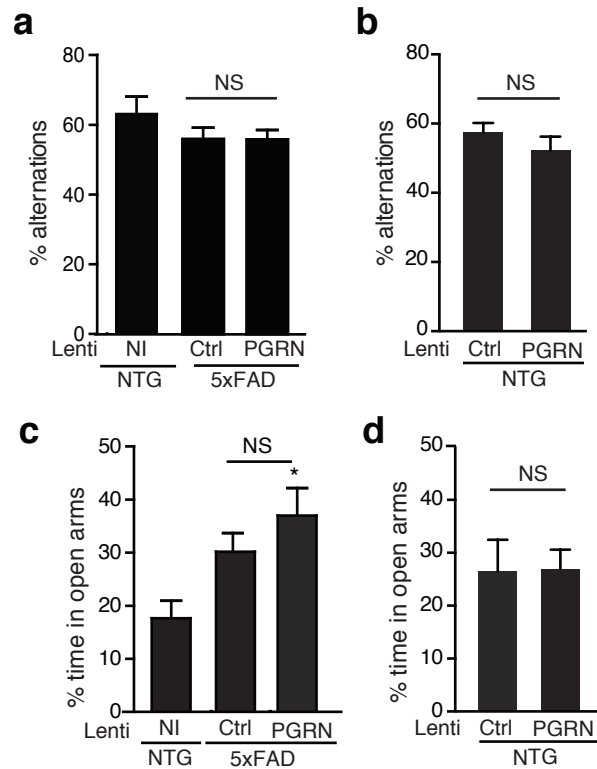 a
% alternations
80
60
40
20
0
NS
Lenti NI Ctrl PGRN
NTG 5xFAD
b
% alternations
80
60
40
20
0
NS
Lenti Ctrl PGRN
NTG
c
% time in open arms
50
40
30
20
10
0
NS
*
Lenti NI Ctrl PGRN
NTG 5xFAD
d
% time in open arms
50
40
30
20
10
0
NS
Lenti Ctrl PGRN
NTG